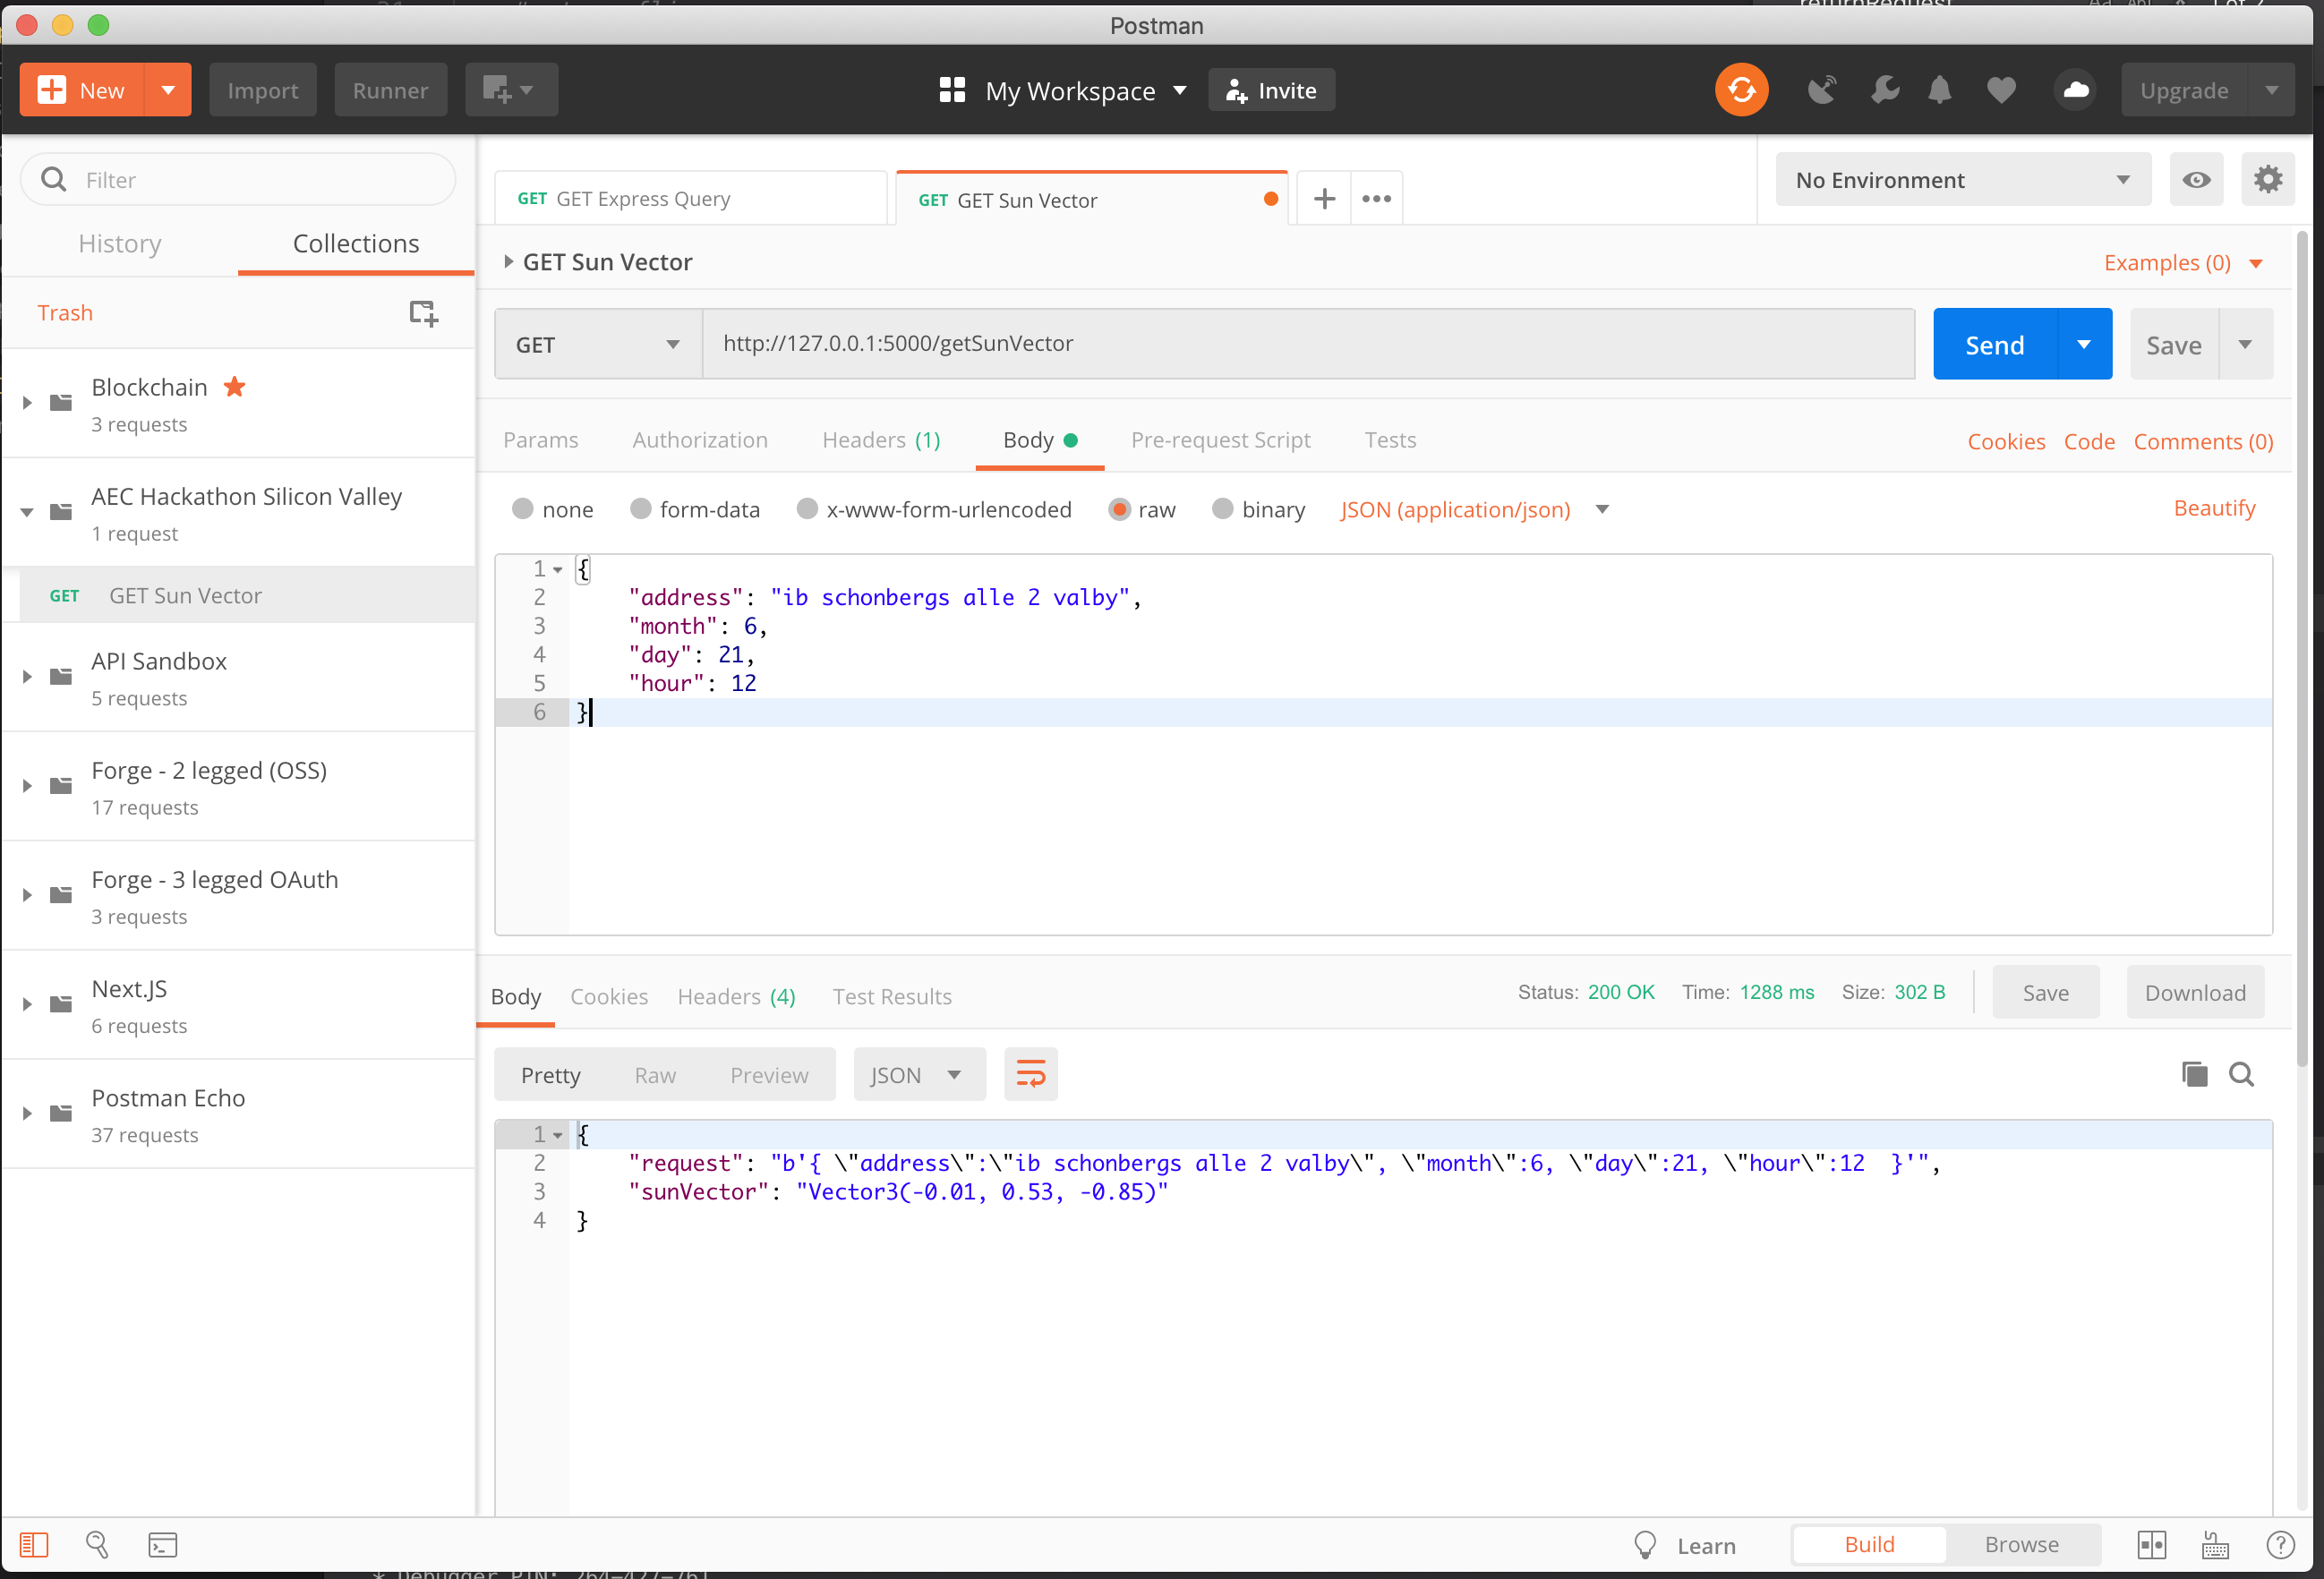 Postman
New
Import
Runner
My Workspace
Invite
Upgrade
Filter
History
Collections
Trash
Blockchain
3 requests
AEC Hackathon Silicon Valley
1 request
GET GET Sun Vector
API Sandbox
5 requests
Forge - 2 legged (OSS)
17 requests
Forge - 3 legged OAuth
3 requests
Next.JS
6 requests
Postman Echo
37 requests
GET GET Express Query
GET GET Sun Vector
No Environment
GET Sun Vector
Examples (0)
GET
http://127.0.0.1:5000/getSunVector
Send
Save
Params
Authorization
Headers (1)
Body
Pre-request Script
Tests
Cookies
Code
Comments (0)
none
form-data
x-www-form-urlencoded
raw
binary
JSON (application/json)
Beautify
1 {
2 "address": "ib schonbergs alle 2 valby",
3 "month": 6,
4 "day": 21,
5 "hour": 12
6 }
Body
Cookies
Headers (4)
Test Results
Status: 200 OK
Time: 1288 ms
Size: 302 B
Save
Download
Pretty
Raw
Preview
JSON
1 {
2 "request": "b'{ \"address\":\"ib schonbergs alle 2 valby\", \"month\":6, \"day\":21, \"hour\":12  }'",
3 "sunVector": "Vector3(-0.01, 0.53, -0.85)"
4 }
Learn
Build
Browse